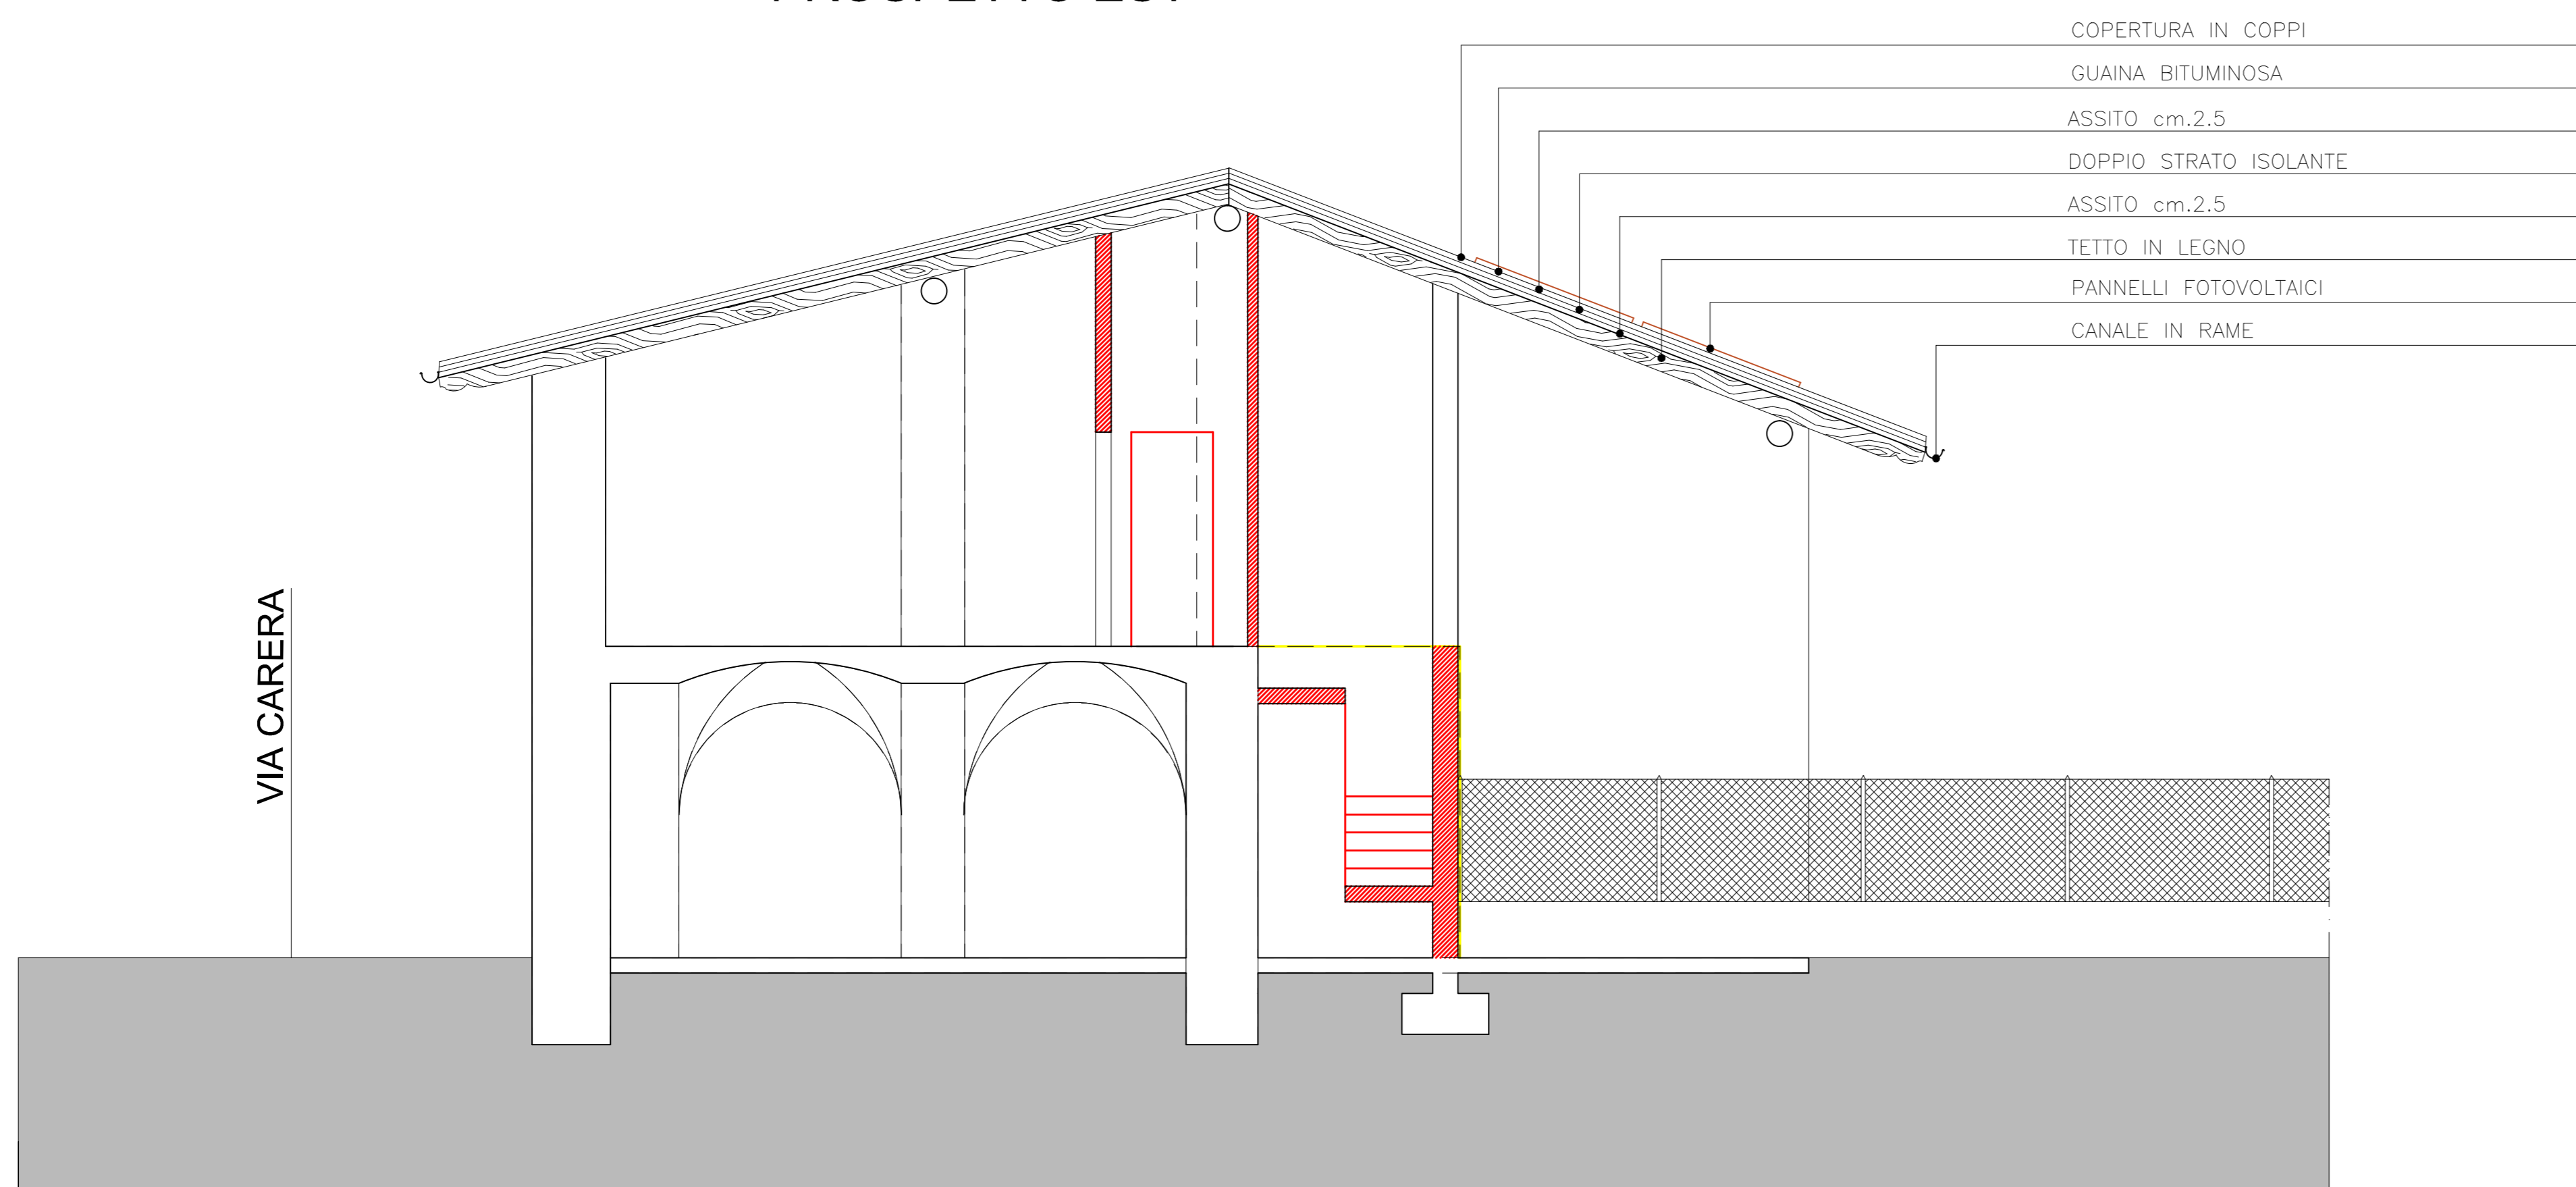 COPERTURA IN COPPI
GUAINA BITUMINOSA
ASSITO cm.2.5
DOPPIO STRATO ISOLANTE
ASSITO cm.2.5
TETTO IN LEGNO
PANNELLI FOTOVOLTAICI
CANALE IN RAME
VIA CARERA